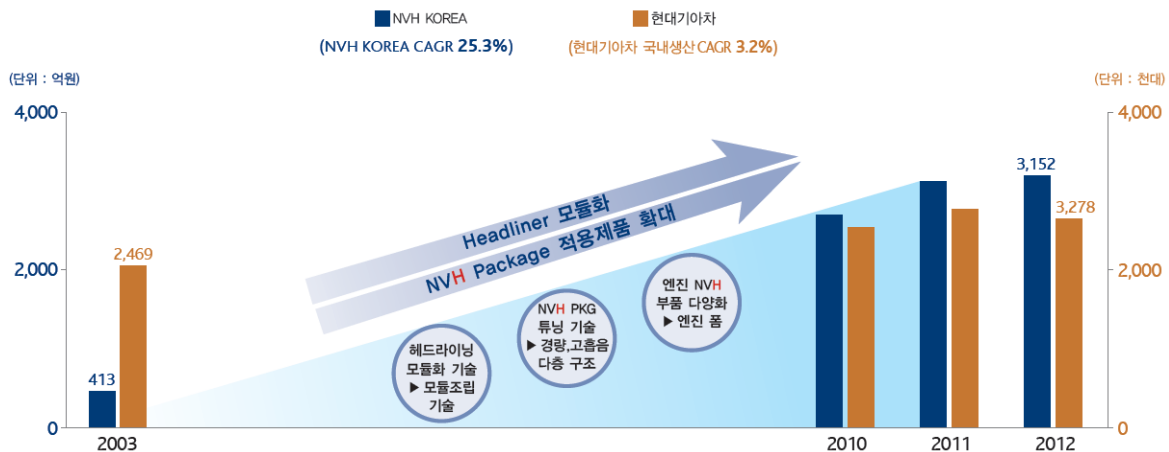 NVH KOREA
현대기아차
(NVH KOREA CAGR 25.3%)
(현대기아차 국내생산 CAGR 3.2%)
(단위 : 억원)
(단위 : 천대)
4,000
2,000
0
4,000
2,000
0
Headliner 모듈화
NVH Package 적용제품 확대
헤드라이닝
모듈화 기술
▶ 모듈조립
기술
NVH PKG
튜닝 기술
▶ 경량,고흡음
다층 구조
엔진 NVH
부품 다양화
▶ 엔진 폼
413
2,469
3,152
3,278
2003
2010
2011
2012